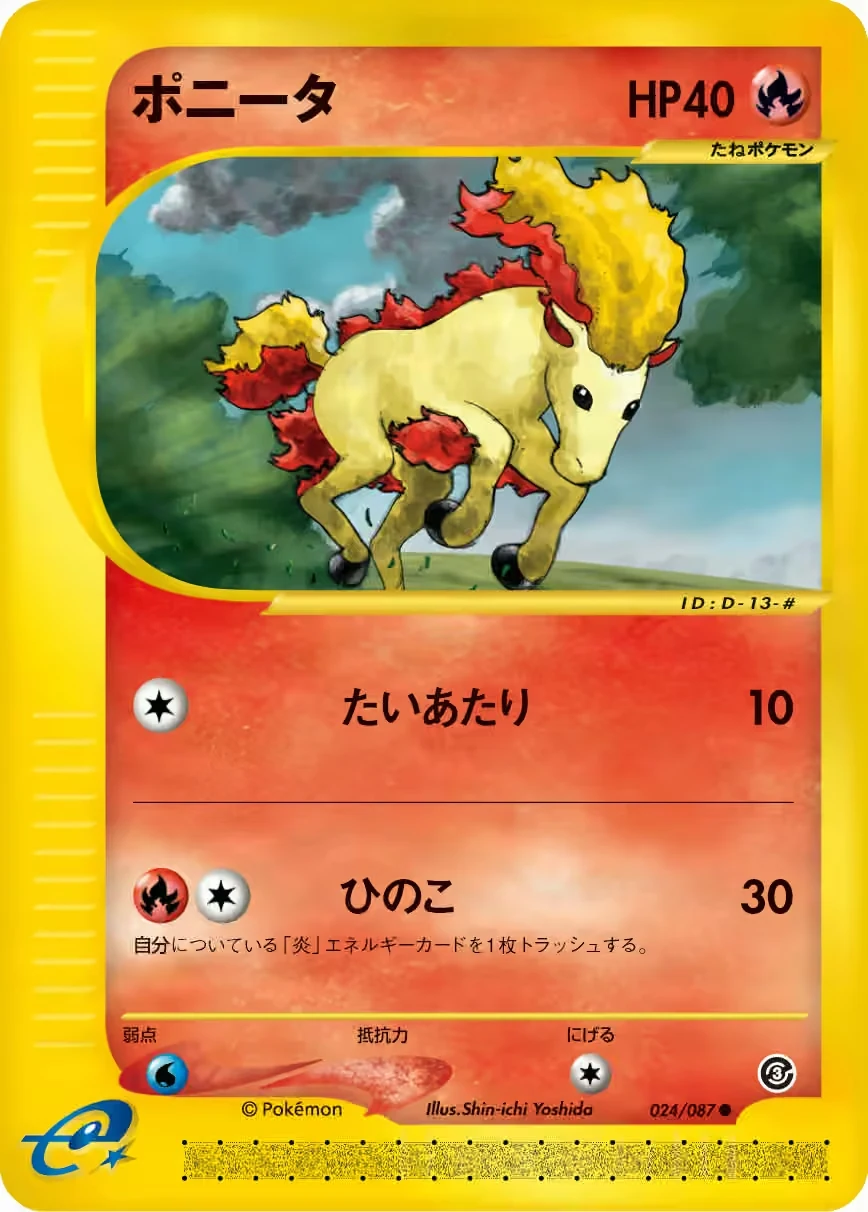 ポニータ HP40
たねポケモン
ID:D-13-#
たいあたり 10
ひのこ 30
自分についている「炎」エネルギーカードを1枚トラッシュする。
弱点 抵抗力 にげる
3
© Pokémon Illus.Shin-ichi Yoshida 024/087 ●
e